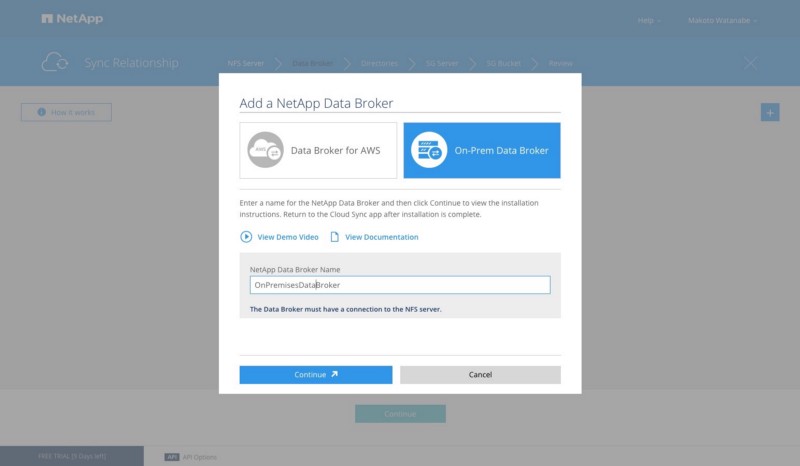 NetApp
Help
Makoto Watanabe
Sync Relationship
NFS Server
Data Broker
Directories
SG Server
SG Bucket
Review
How it works
+
Add a NetApp Data Broker
AWS
Data Broker for AWS
On-Prem Data Broker
Enter a name for the NetApp Data Broker and then click Continue to view the installation
instructions. Return to the Cloud Sync app after installation is complete.
View Demo Video
View Documentation
NetApp Data Broker Name
OnPremisesDataBroker
The Data Broker must have a connection to the NFS server.
Continue
Cancel
Continue
FREE TRIAL [5 Days left]
API
API Options